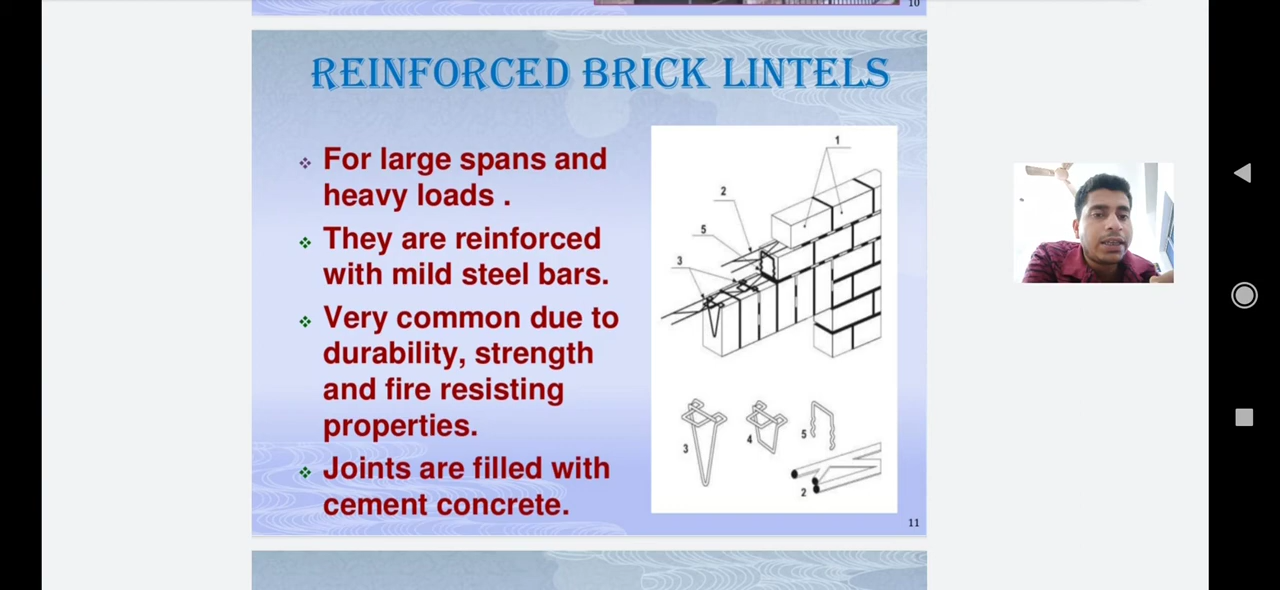 10
REINFORCED BRICK LINTELS
For large spans and
heavy loads .
They are reinforced
with mild steel bars.
Very common due to
durability, strength
and fire resisting
properties.
Joints are filled with
cement concrete.
1
2
5
3
3
4
5
2
11